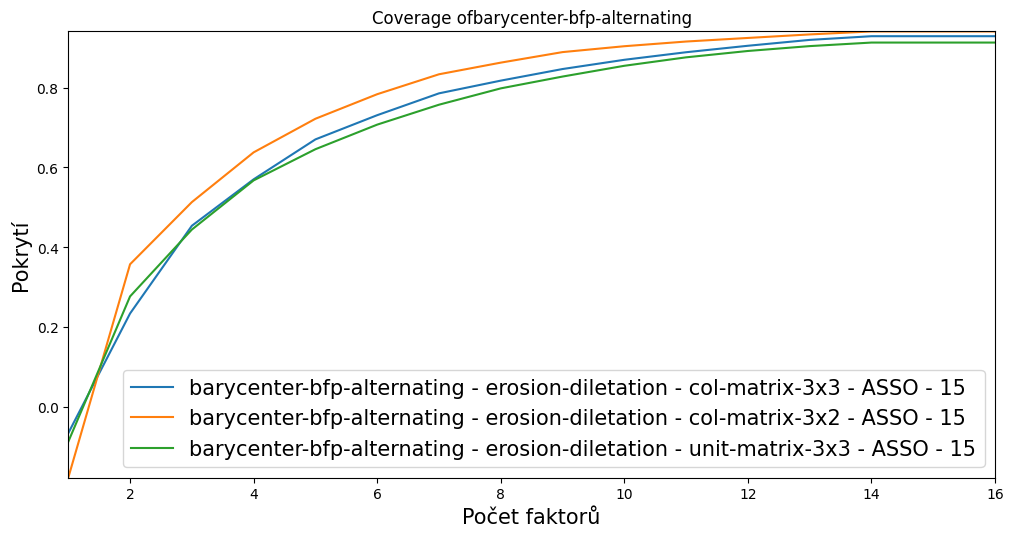 Coverage ofbarycenter-bfp-alternating
Pokrytí
0.8
0.6
0.4
0.2
0.0
barycenter-bfp-alternating - erosion-diletation - col-matrix-3x3 - ASSO - 15
barycenter-bfp-alternating - erosion-diletation - col-matrix-3x2 - ASSO - 15
barycenter-bfp-alternating - erosion-diletation - unit-matrix-3x3 - ASSO - 15
2 4 6 8 10 12 14 16
Počet faktorů